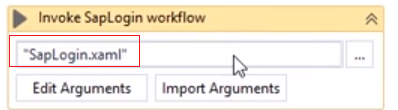 Invoke SapLogin workflow
"SapLogin.xaml"
...
Edit Arguments Import Arguments